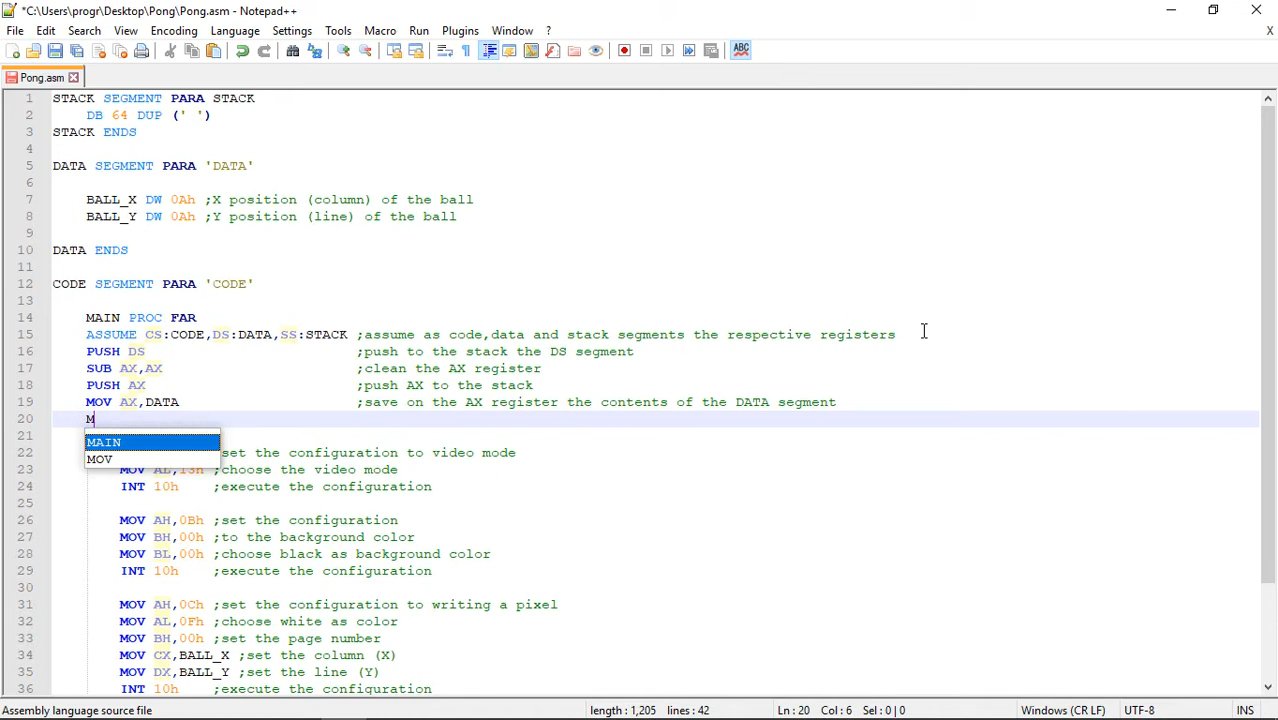 *C:\Users\progr\Desktop\Pong\Pong.asm - Notepad++
File Edit Search View Encoding Language Settings Tools Macro Run Plugins Window ? X
ABC
Pong.asm
1 STACK SEGMENT PARA STACK
2 DB 64 DUP (' ')
3 STACK ENDS
4
5 DATA SEGMENT PARA 'DATA'
6
7 BALL_X DW 0Ah ;X position (column) of the ball
8 BALL_Y DW 0Ah ;Y position (line) of the ball
9
10 DATA ENDS
11
12 CODE SEGMENT PARA 'CODE'
13
14 MAIN PROC FAR
15 ASSUME CS:CODE,DS:DATA,SS:STACK ;assume as code,data and stack segments the respective registers
16 PUSH DS ;push to the stack the DS segment
17 SUB AX,AX ;clean the AX register
18 PUSH AX ;push AX to the stack
19 MOV AX,DATA ;save on the AX register the contents of the DATA segment
20 M
21 MAIN
22 MOV set the configuration to video mode
23 MOV AL,13h ;choose the video mode
24 INT 10h ;execute the configuration
25
26 MOV AH,0Bh ;set the configuration
27 MOV BH,00h ;to the background color
28 MOV BL,00h ;choose black as background color
29 INT 10h ;execute the configuration
30
31 MOV AH,0Ch ;set the configuration to writing a pixel
32 MOV AL,0Fh ;choose white as color
33 MOV BH,00h ;set the page number
34 MOV CX,BALL_X ;set the column (X)
35 MOV DX,BALL_Y ;set the line (Y)
36 INT 10h ;execute the configuration
Assembly language source file length : 1,205 lines : 42 Ln : 20 Col : 6 Sel : 0 | 0 Windows (CR LF) UTF-8 INS